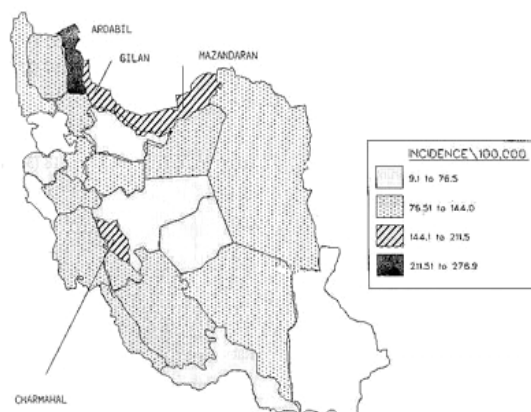 ARDABIL
GILAN
MAZANDARAN
INCIDENCE\100,000
9.1 to 76.5
76.51 to 144.0
144.1 to 211.5
211.51 to 276.9
CHARMAHAL